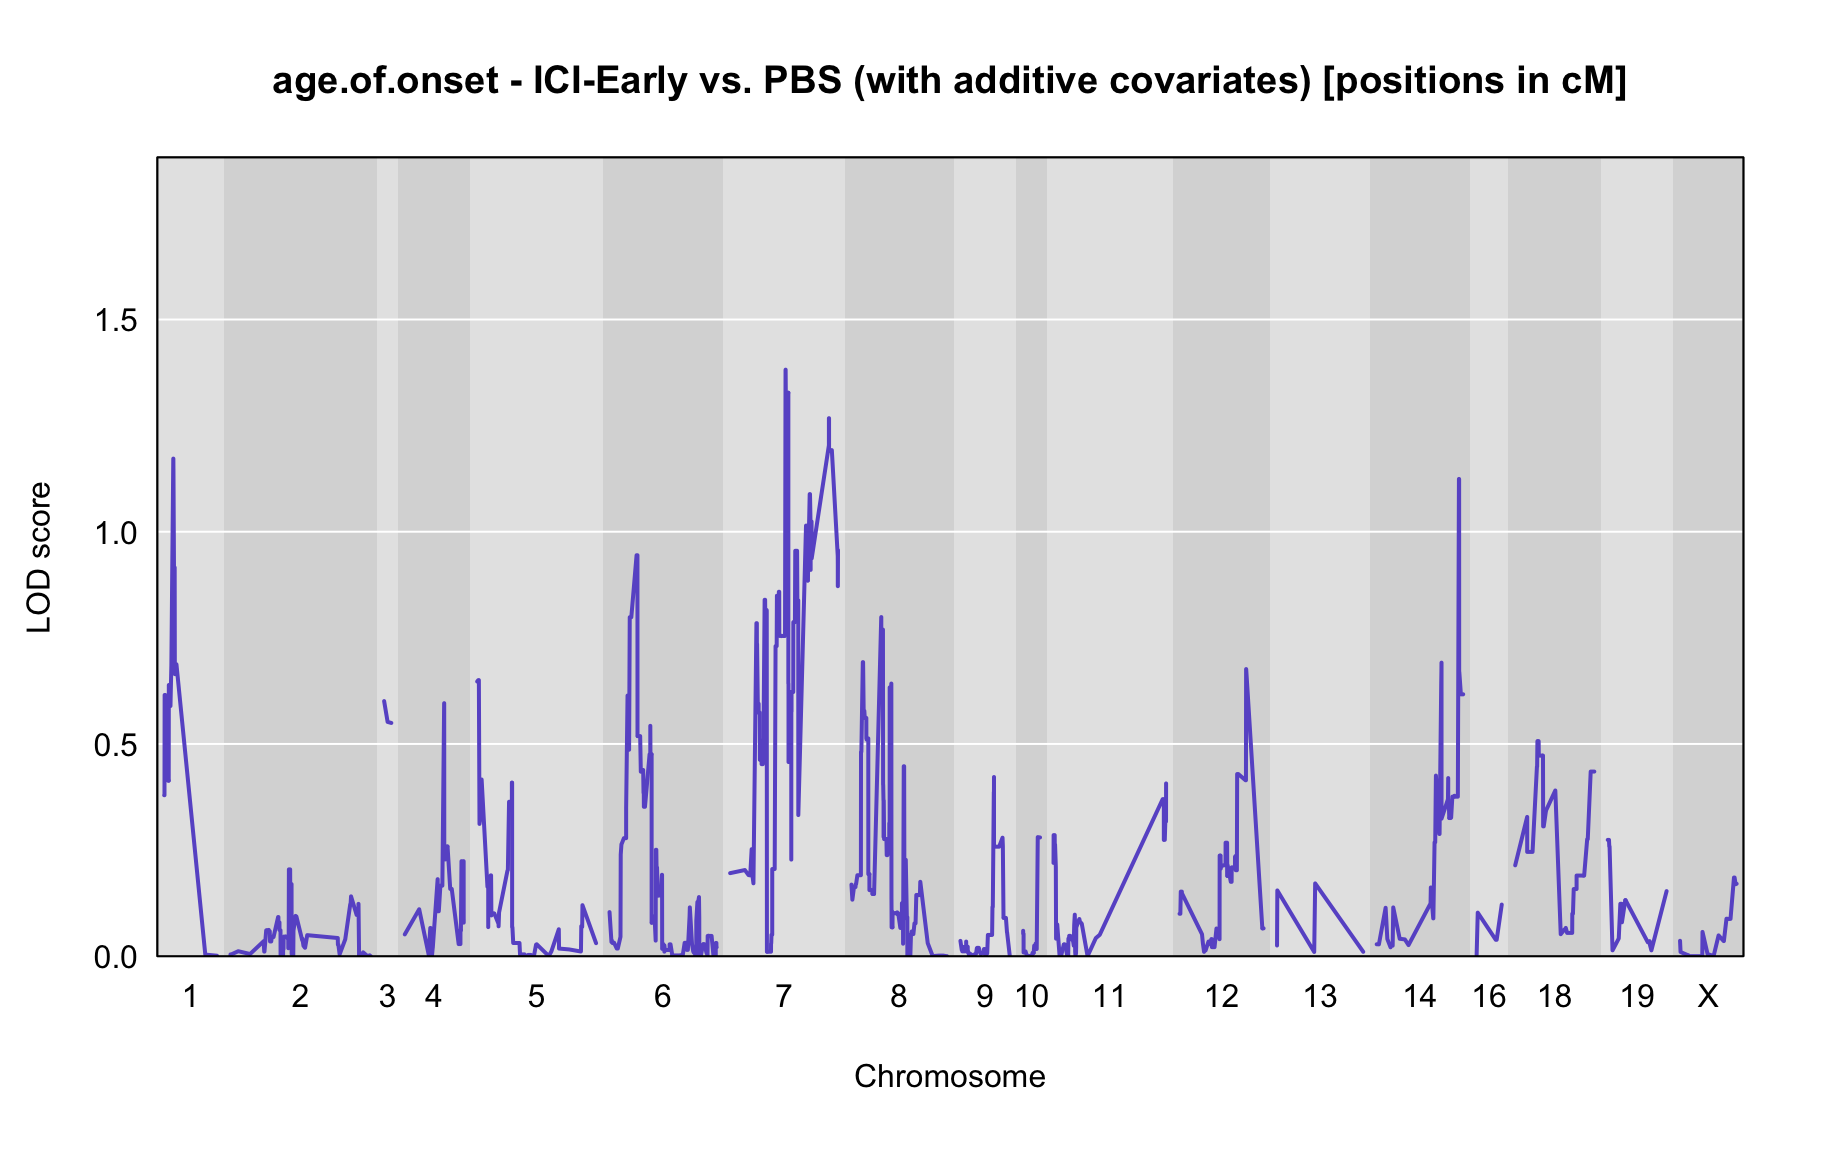 age.of.onset - ICI-Early vs. PBS (with additive covariates) [positions in cM]
LOD score
1.5
1.0
0.5
0.0
1 2 3 4 5 6 7 8 9 10 11 12 13 14 16 18 19 X
Chromosome